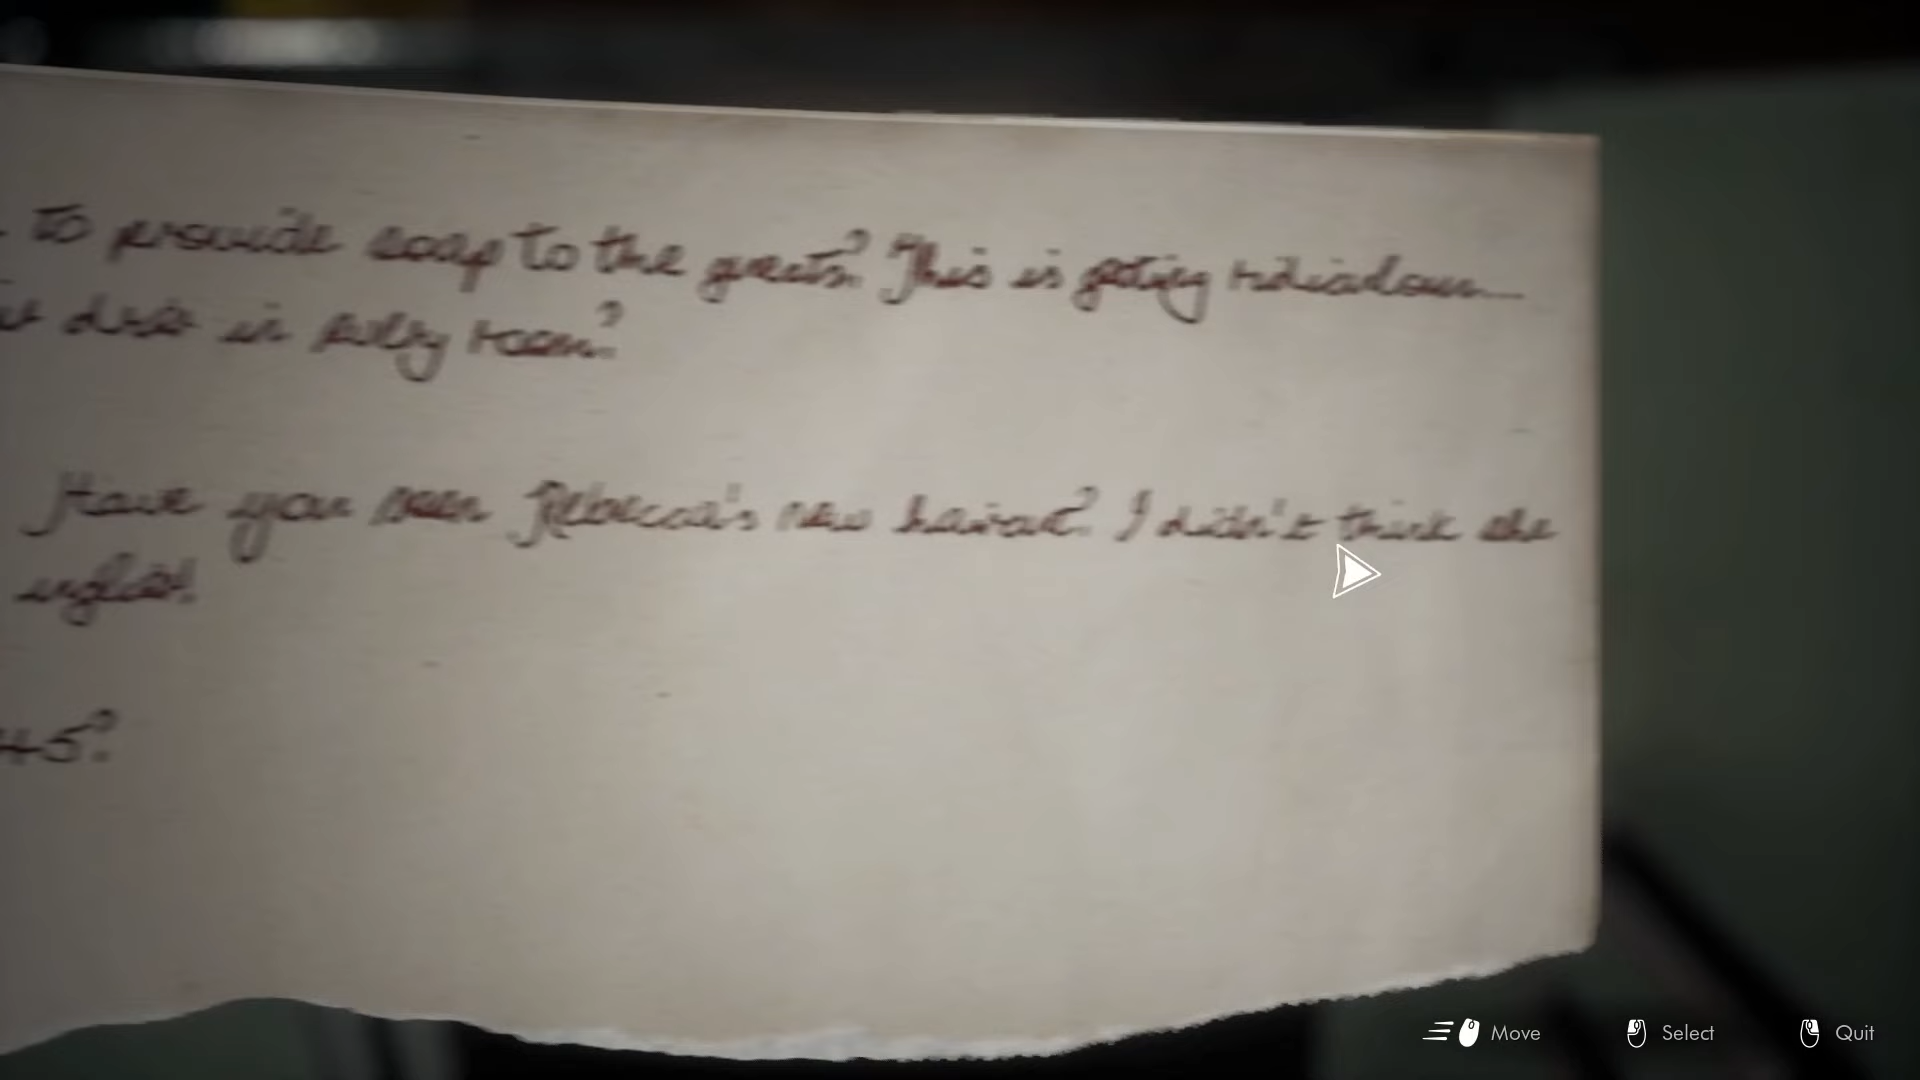 to provide soap to the guests? This is getting ridiculous...
in every room?
Have you seen Rebecca's new haircut? I didn't think she
english!
45?
Move Select Quit